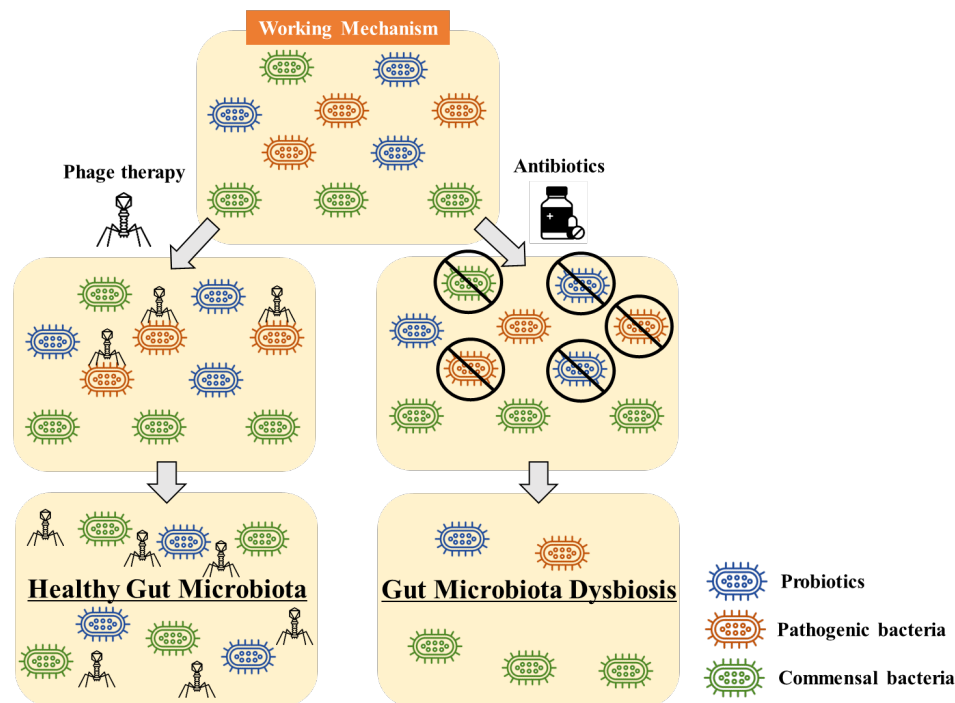 Working Mechanism
Phage therapy
Antibiotics
Healthy Gut Microbiota
Gut Microbiota Dysbiosis
Probiotics
Pathogenic bacteria
Commensal bacteria